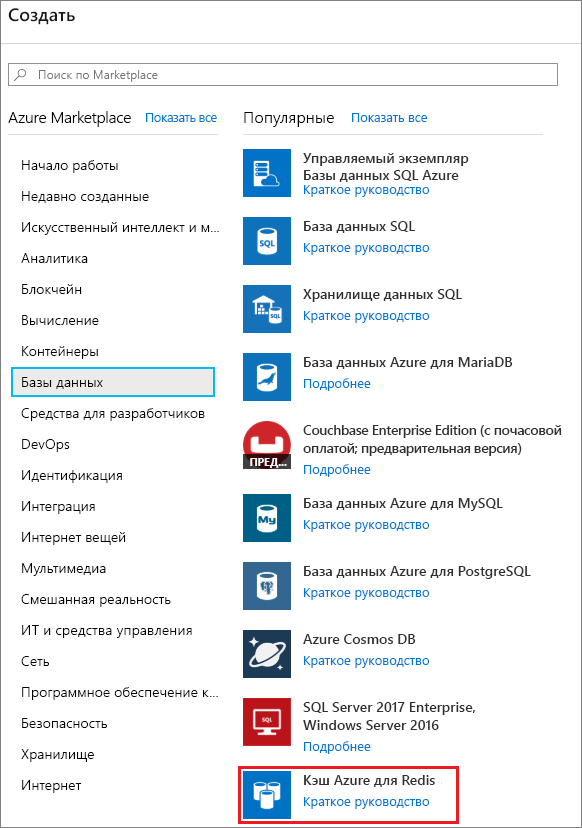 Создать
Поиск по Marketplace
Azure Marketplace Показать все
Начало работы
Недавно созданные
Искусственный интеллект и м...
Аналитика
Блокчейн
Вычисление
Контейнеры
Базы данных
Средства для разработчиков
DevOps
Идентификация
Интеграция
Интернет вещей
Мультимедиа
Смешанная реальность
ИТ и средства управления
Сеть
Программное обеспечение к...
Безопасность
Хранилище
Интернет
Популярные Показать все
Управляемый экземпляр
Базы данных SQL Azure
Краткое руководство
SQL
База данных SQL
Краткое руководство
SQL
Хранилище данных SQL
Краткое руководство
База данных Azure для MariaDB
Подробнее
ПРЕД...
Couchbase Enterprise Edition (с почасовой
оплатой; предварительная версия)
Подробнее
My
База данных Azure для MySQL
Краткое руководство
База данных Azure для PostgreSQL
Краткое руководство
Azure Cosmos DB
Краткое руководство
SQL
SQL Server 2017 Enterprise,
Windows Server 2016
Подробнее
Кэш Azure для Redis
Краткое руководство